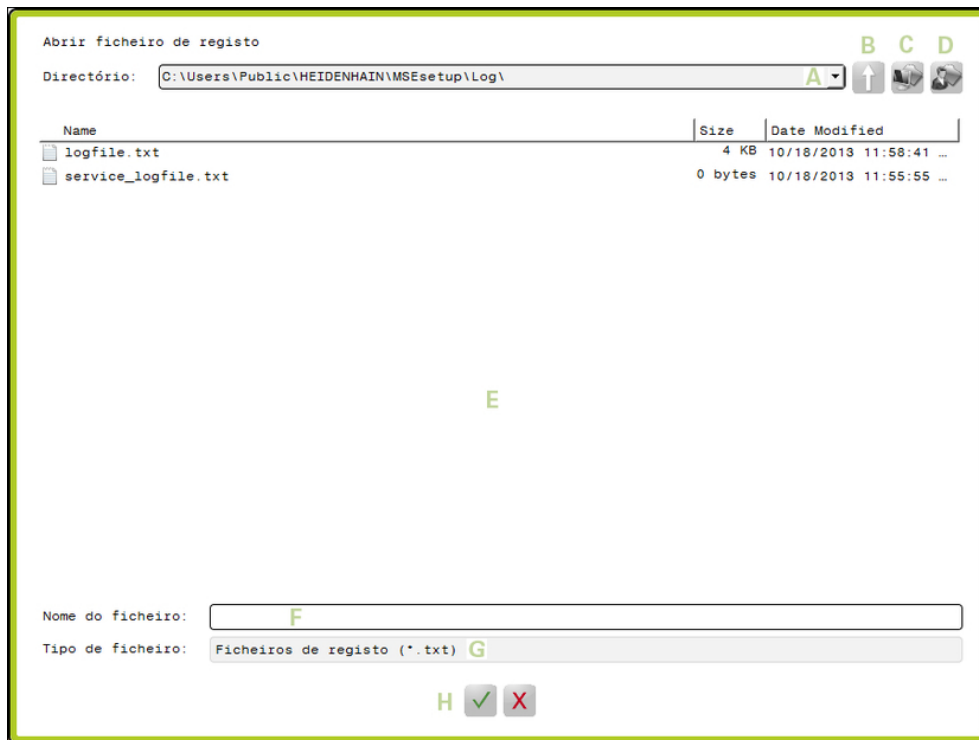 Abrir ficheiro de registo
B C D
Directório: C:\Users\Public\HEIDENHAIN\MSEsetup\Log\ A
Name Size Date Modified
logfile.txt 4 KB 10/18/2013 11:58:41 …
service_logfile.txt 0 bytes 10/18/2013 11:55:55 …
E
Nome do ficheiro: F
Tipo de ficheiro: Ficheiros de registo (*.txt) G
H